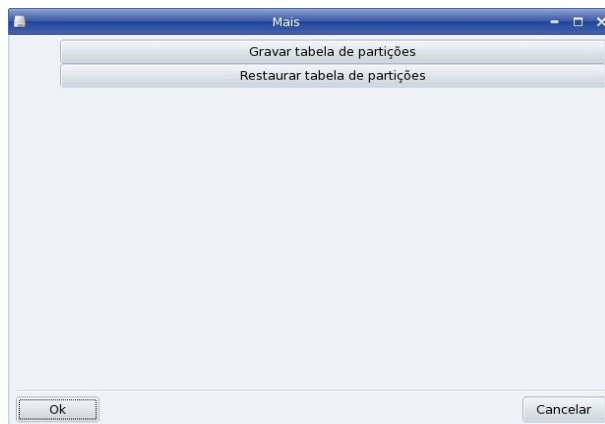 Mais
Gravar tabela de partições
Restaurar tabela de partições
Ok
Cancelar